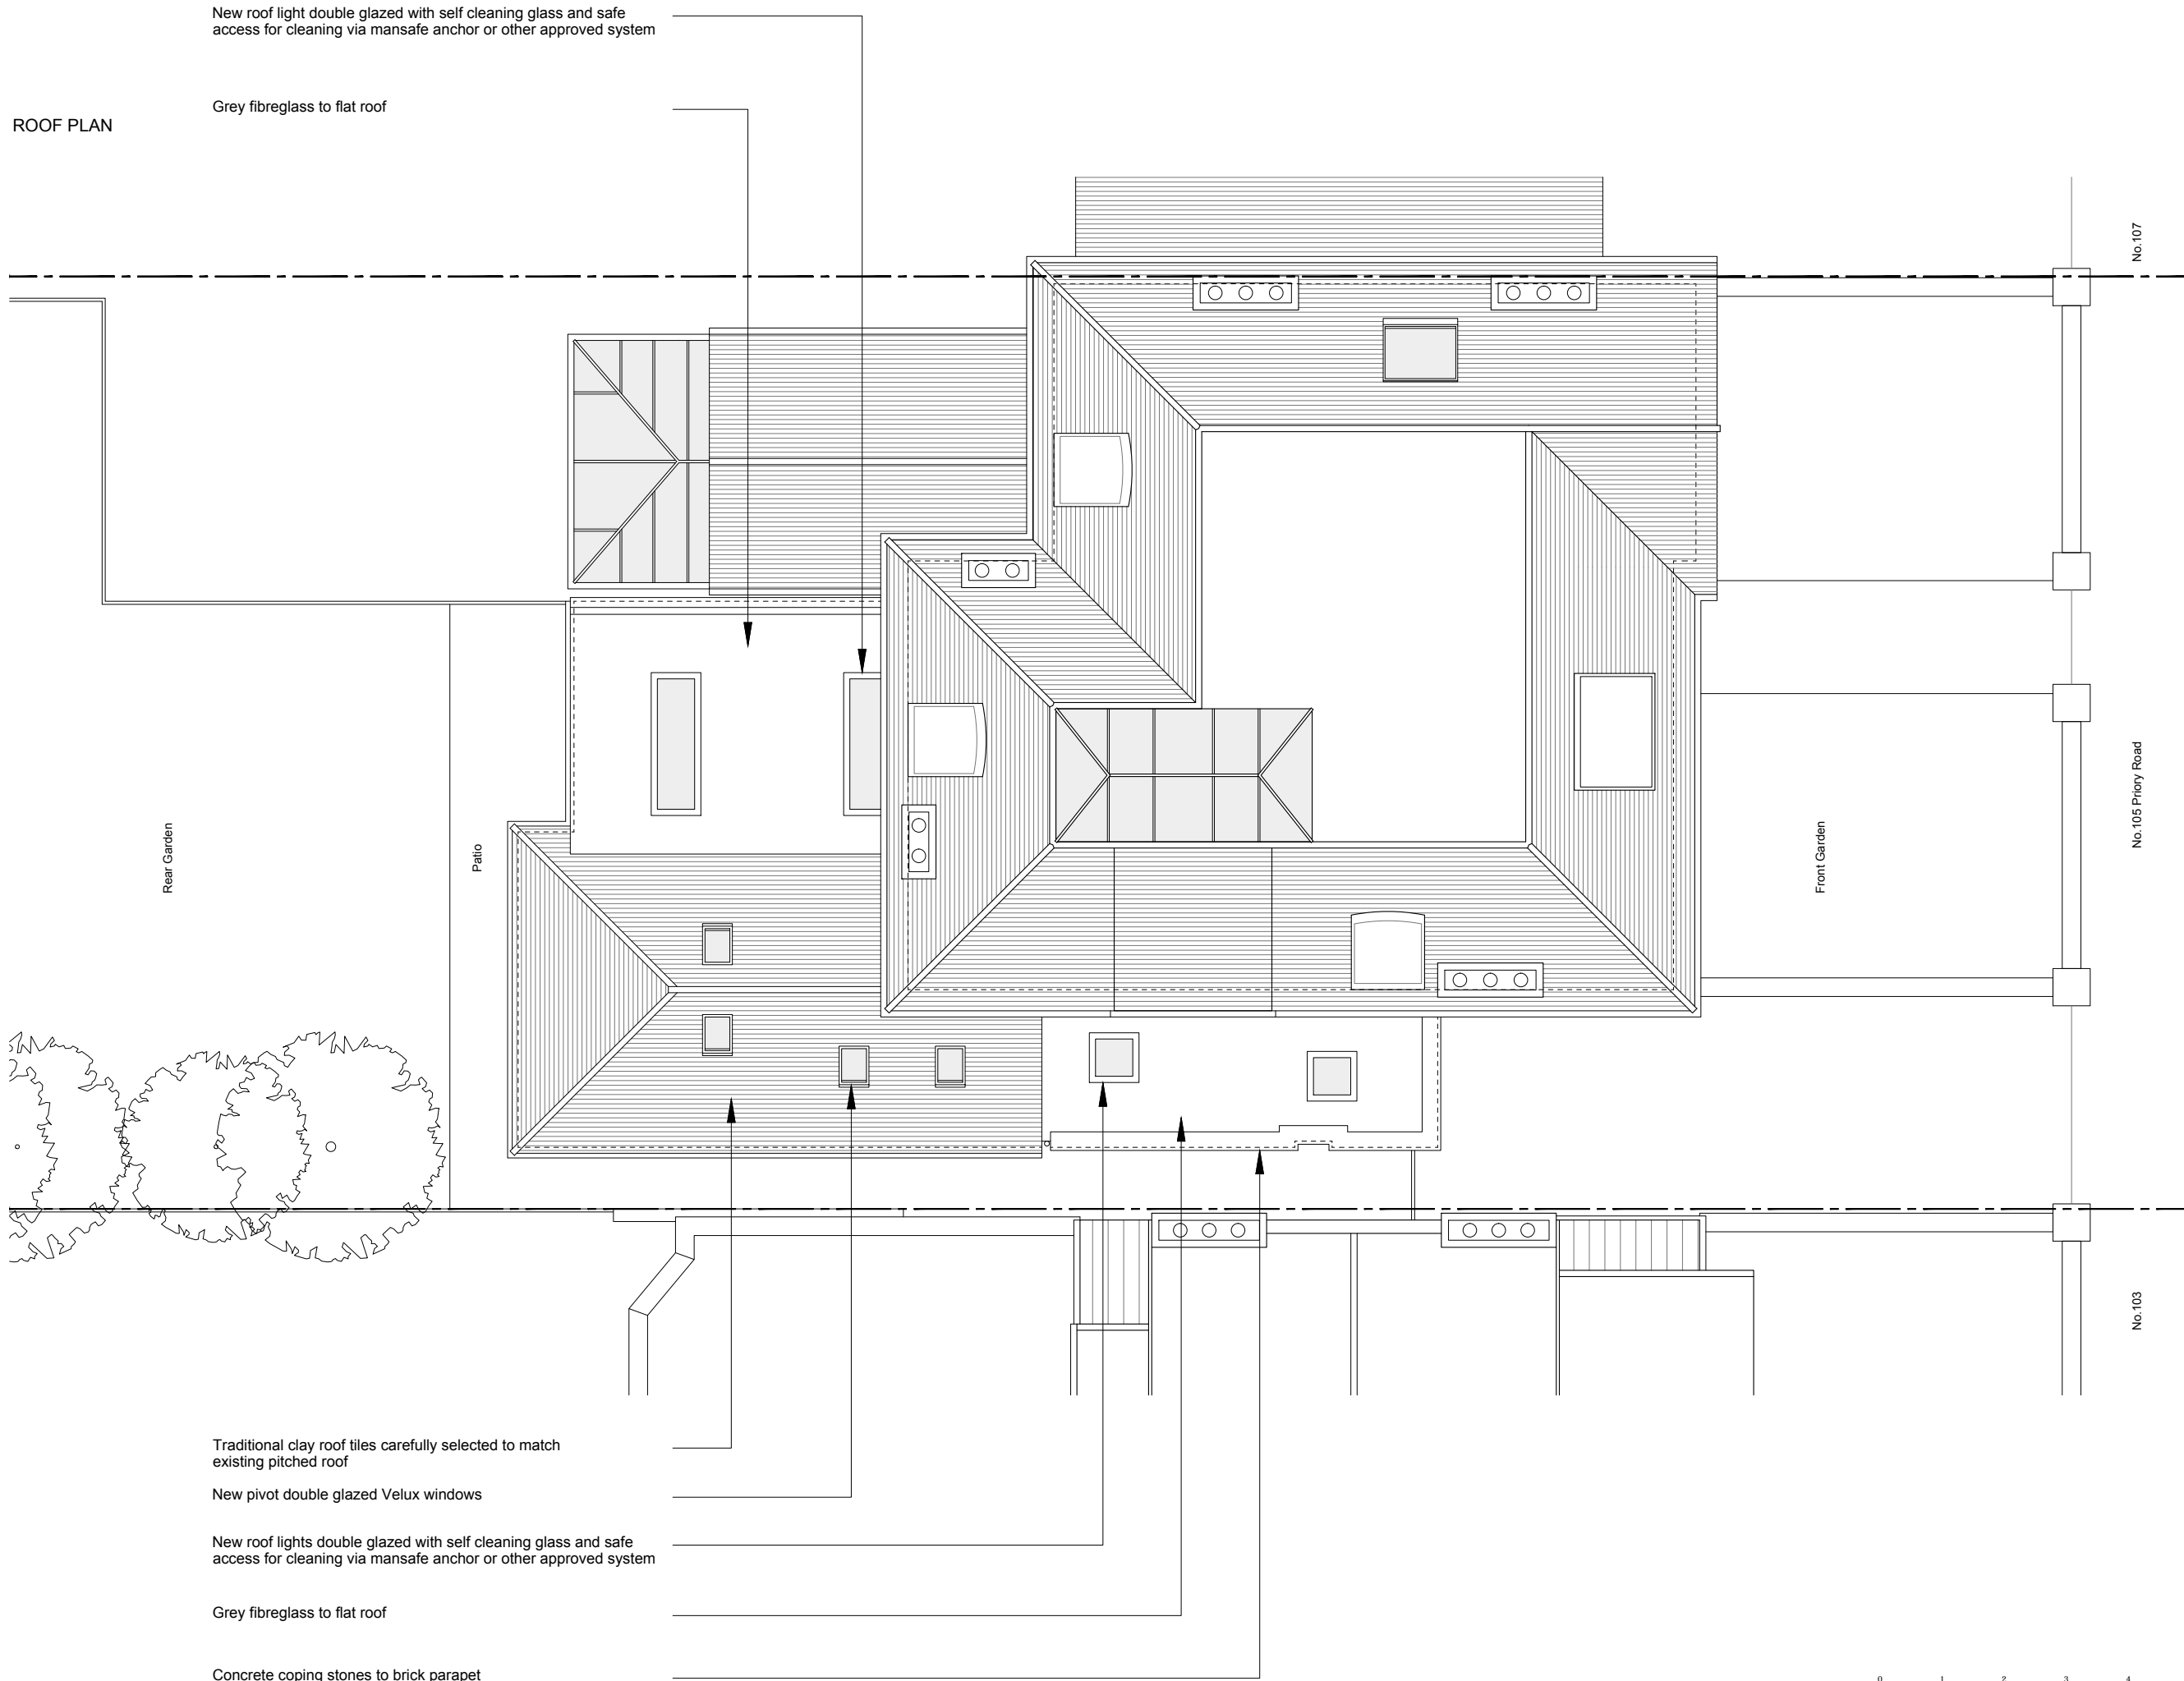 New roof light double glazed with self cleaning glass and safe
access for cleaning via mansafe anchor or other approved system
Grey fibreglass to flat roof
ROOF PLAN
No.107
Rear Garden
Patio
Front Garden
No.105 Priory Road
No.103
Traditional clay roof tiles carefully selected to match
existing pitched roof
New pivot double glazed Velux windows
New roof lights double glazed with self cleaning glass and safe
access for cleaning via mansafe anchor or other approved system
Grey fibreglass to flat roof
Concrete coping stones to brick parapet
0 1 2 3 4